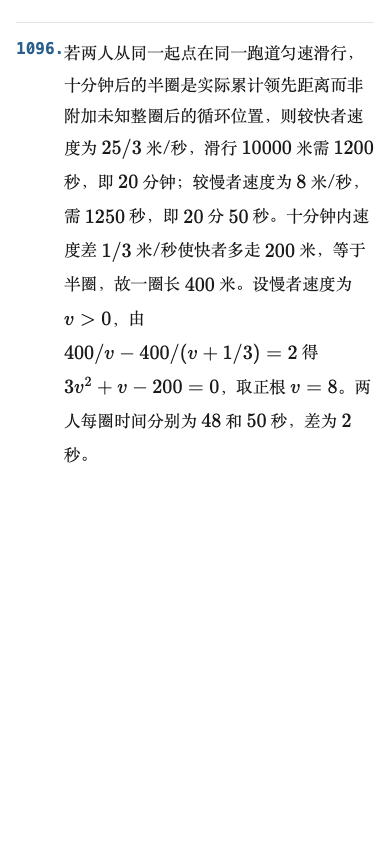 1096.若两人从同一起点在同一跑道匀速滑行，
十分钟后的半圈是实际累计领先距离而非
附加未知整圈后的循环位置，则较快者速
度为 25/3 米/秒，滑行 10000 米需 1200
秒，即 20 分钟；较慢者速度为 8 米/秒，
需 1250 秒，即 20 分 50 秒。十分钟内速
度差 1/3 米/秒使快者多走 200 米，等于
半圈，故一圈长 400 米。设慢者速度为
v > 0，由
400/v − 400/(v + 1/3) = 2 得
3v² + v − 200 = 0，取正根 v = 8。两
人每圈时间分别为 48 和 50 秒，差为 2
秒。